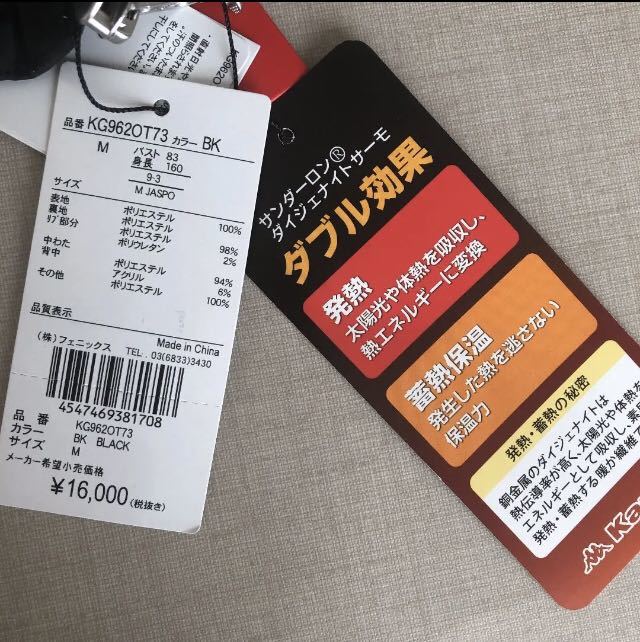 品番 KG962OT73 カラー BK
M バスト 83
身長 160
サイズ 9-3
M JASPO
表地 ポリエステル 100%
裏地 ポリエステル
ﾘﾌﾞ部分 ポリエステル 98%
ポリウレタン 2%
中わた
背中 ポリエステル 94%
アクリル 6%
その他 ポリエステル 100%
品質表示
(株)フェニックス Made in China
TEL. 03(6833)3430
4547469381708
品 番 KG962OT73
カラー BK BLACK
サイズ M
メーカー希望小売価格
¥16,000(税抜き)
サンダーロン®
ダイジェナイトサーモ
ダブル効果
発熱
太陽光や体熱を吸収し、
熱エネルギーに変換
蓄熱保温
発生した熱を逃さない
保温力
発熱・蓄熱の秘密
銅金属のダイジェナイトは
熱伝導率が高く、太陽光や体熱を
エネルギーとして吸収し、素
発熱・蓄熱する暖か繊維で
Ka